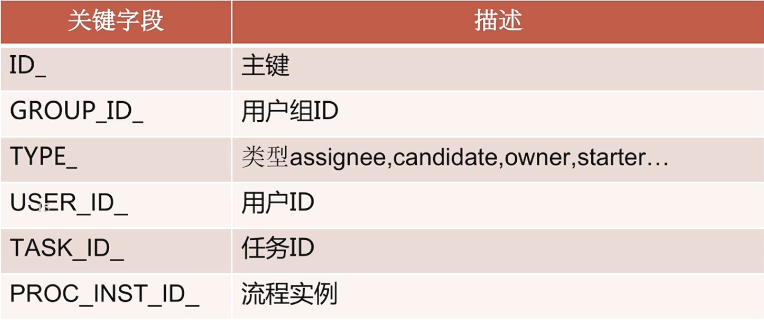 关键字段 描述
ID_ 主键
GROUP_ID_ 用户组ID
TYPE_ 类型assignee,candidate,owner,starter…
USER_ID_ 用户ID
TASK_ID_ 任务ID
PROC_INST_ID_ 流程实例